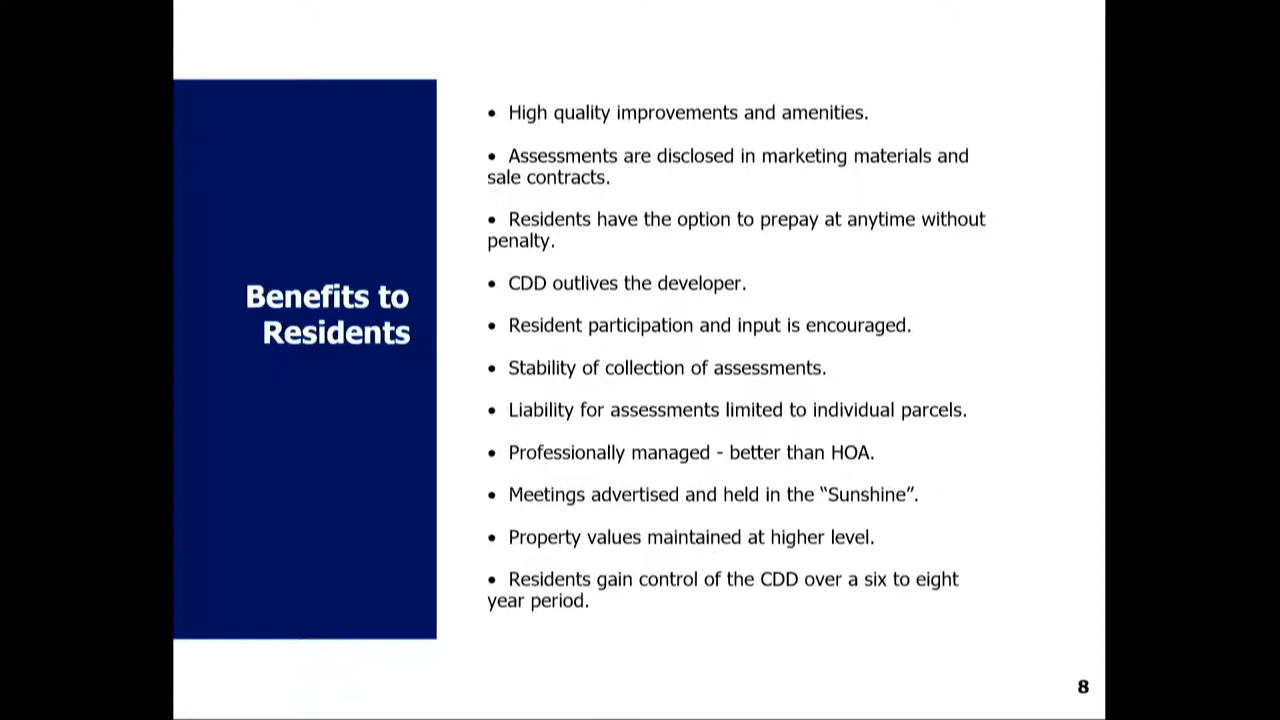 Benefits to
Residents
• High quality improvements and amenities.
• Assessments are disclosed in marketing materials and
sale contracts.
• Residents have the option to prepay at anytime without
penalty.
• CDD outlives the developer.
• Resident participation and input is encouraged.
• Stability of collection of assessments.
• Liability for assessments limited to individual parcels.
• Professionally managed - better than HOA.
• Meetings advertised and held in the “Sunshine”.
• Property values maintained at higher level.
• Residents gain control of the CDD over a six to eight
year period.
8